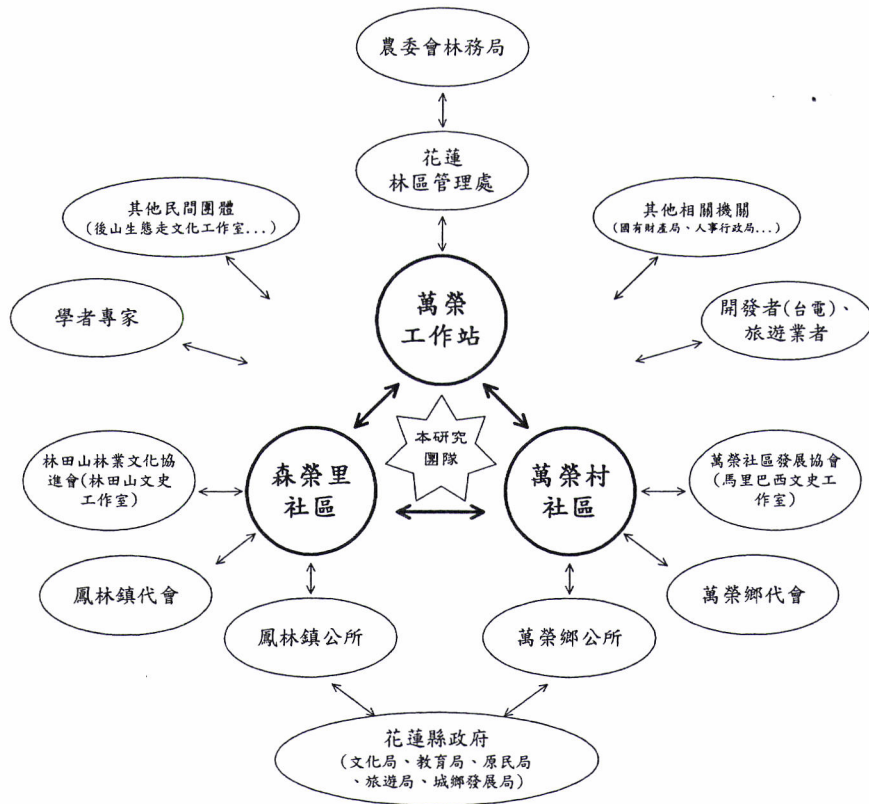 農委會林務局
花蓮
林區管理處
其他民間團體
(後山生態走文化工作室...)
其他相關機關
(國有財產局、人事行政局...)
學者專家
萬榮
工作站
開發者(台電)、
旅遊業者
本研究
團隊
林田山林業文化協
進會(林田山文史
工作室)
森榮里
社區
萬榮村
社區
萬榮社區發展協會
(馬里巴西文史工
作室)
鳳林鎮代會
萬榮鄉代會
鳳林鎮公所
萬榮鄉公所
花蓮縣政府
(文化局、教育局、原民局
、旅遊局、城鄉發展局)